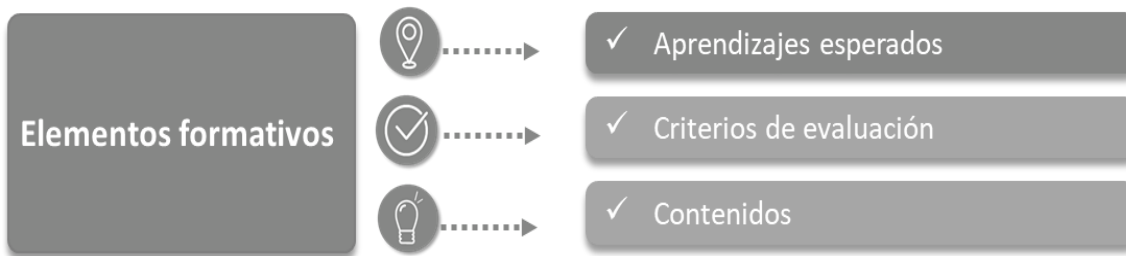 Elementos formativos
✓ Aprendizajes esperados
✓ Criterios de evaluación
✓ Contenidos